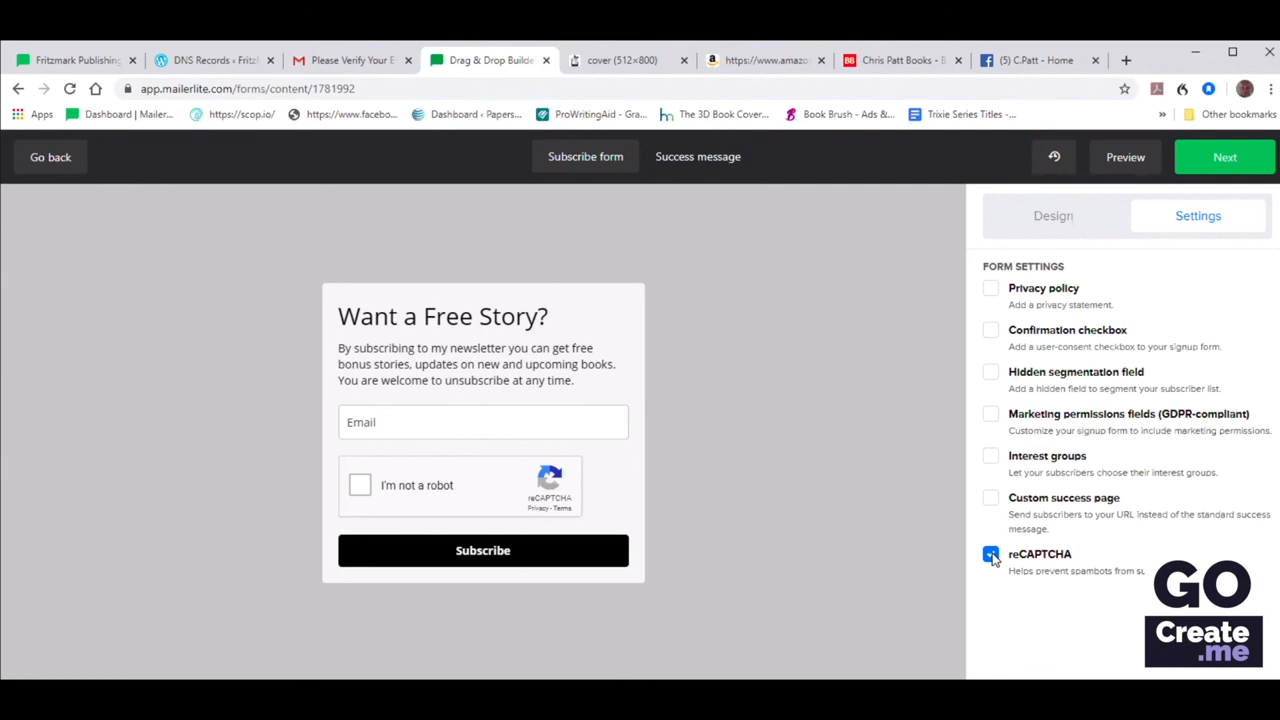 Fritzmark Publishing
DNS Records ‹ Fritz
Please Verify Your E
Drag & Drop Builde
cover (512×800)
https://www.amazo
Chris Patt Books - B
(5) C.Patt - Home
app.mailerlite.com/forms/content/1781992
Apps
Dashboard | Mailer...
https://scop.io/
https://www.facebo...
Dashboard ‹ Papers...
ProWritingAid - Gra...
The 3D Book Cover...
Book Brush - Ads &...
Trixie Series Titles -...
»
Other bookmarks
Go back
Subscribe form
Success message
Preview
Next
Design
Settings
FORM SETTINGS
Privacy policy
Add a privacy statement.
Confirmation checkbox
Add a user-consent checkbox to your signup form.
Hidden segmentation field
Add a hidden field to segment your subscriber list.
Marketing permissions fields (GDPR-compliant)
Customize your signup form to include marketing permissions.
Interest groups
Let your subscribers choose their interest groups.
Custom success page
Send subscribers to your URL instead of the standard success
message.
reCAPTCHA
Helps prevent spambots from su
Want a Free Story?
By subscribing to my newsletter you can get free
bonus stories, updates on new and upcoming books.
You are welcome to unsubscribe at any time.
Email
I'm not a robot
reCAPTCHA
Privacy - Terms
Subscribe
GO
Create
.me